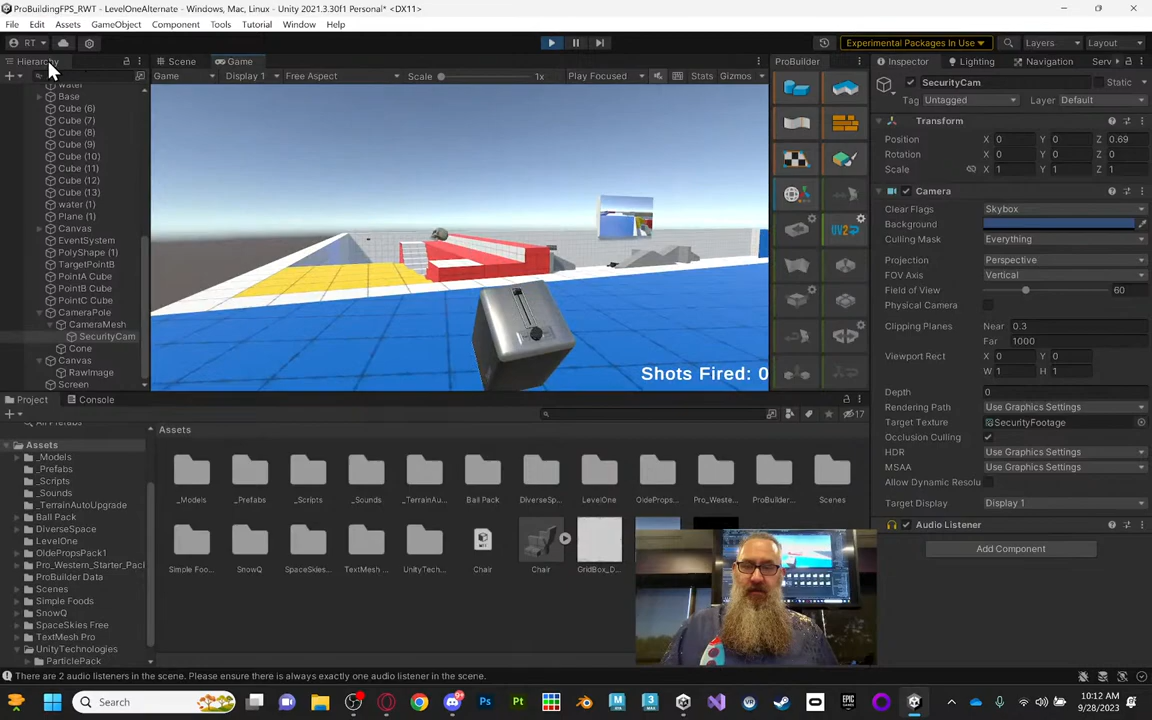 ProBuildingFPS_RWT - LevelOneAlternate - Windows, Mac, Linux - Unity 2021.3.30f1 Personal* <DX11>
File Edit Assets GameObject Component Tools Tutorial Window Help
RT Experimental Packages In Use Layers Layout
Hierarchy Scene Game ProBuilder Inspector Lighting Navigation Serv
Game Display 1 Free Aspect Scale 1x Play Focused Stats Gizmos
SecurityCam Static
Tag Untagged Layer Default
water
Base
Cube (6)
Cube (7)
Cube (8)
Cube (9)
Cube (10)
Cube (11)
Cube (12)
Cube (13)
water (1)
Plane (1)
Canvas
EventSystem
PolyShape (1)
TargetPointB
PointA Cube
PointB Cube
PointC Cube
CameraPole
CameraMesh
SecurityCam
Cone
Canvas
RawImage
Screen
Shots Fired: 0
UV2
Transform
Position X 0 Y 0 Z 0.69
Rotation X 0 Y 0 Z 0
Scale X 1 Y 1 Z 1
Camera
Clear Flags Skybox
Background
Culling Mask Everything
Projection Perspective
FOV Axis Vertical
Field of View 60
Physical Camera
Clipping Planes Near 0.3
Far 1000
Viewport Rect X 0 Y 0
W 1 H 1
Depth 0
Rendering Path Use Graphics Settings
Target Texture SecurityFootage
Occlusion Culling
HDR Use Graphics Settings
MSAA Use Graphics Settings
Allow Dynamic Resolu
Target Display Display 1
Audio Listener
Add Component
Project Console
17
All Prefabs
Assets
_Models
_Prefabs
_Scripts
_Sounds
_TerrainAutoUpgrade
Ball Pack
DiverseSpace
LevelOne
OldePropsPack1
Pro_Western_Starter_Pack
ProBuilder Data
Scenes
Simple Foods
SnowQ
SpaceSkies Free
TextMesh Pro
UnityTechnologies
ParticlePack
Assets
_Models _Prefabs _Scripts _Sounds _TerrainAu... Ball Pack DiverseSp... LevelOne OldeProps... Pro_Weste... ProBuilder... Scenes
Simple Foo... SnowQ SpaceSkies... TextMesh ... UnityTech... Chair Chair GridBox_D...
There are 2 audio listeners in the scene. Please ensure there is always exactly one audio listener in the scene.
Search
10:12 AM
9/28/2023